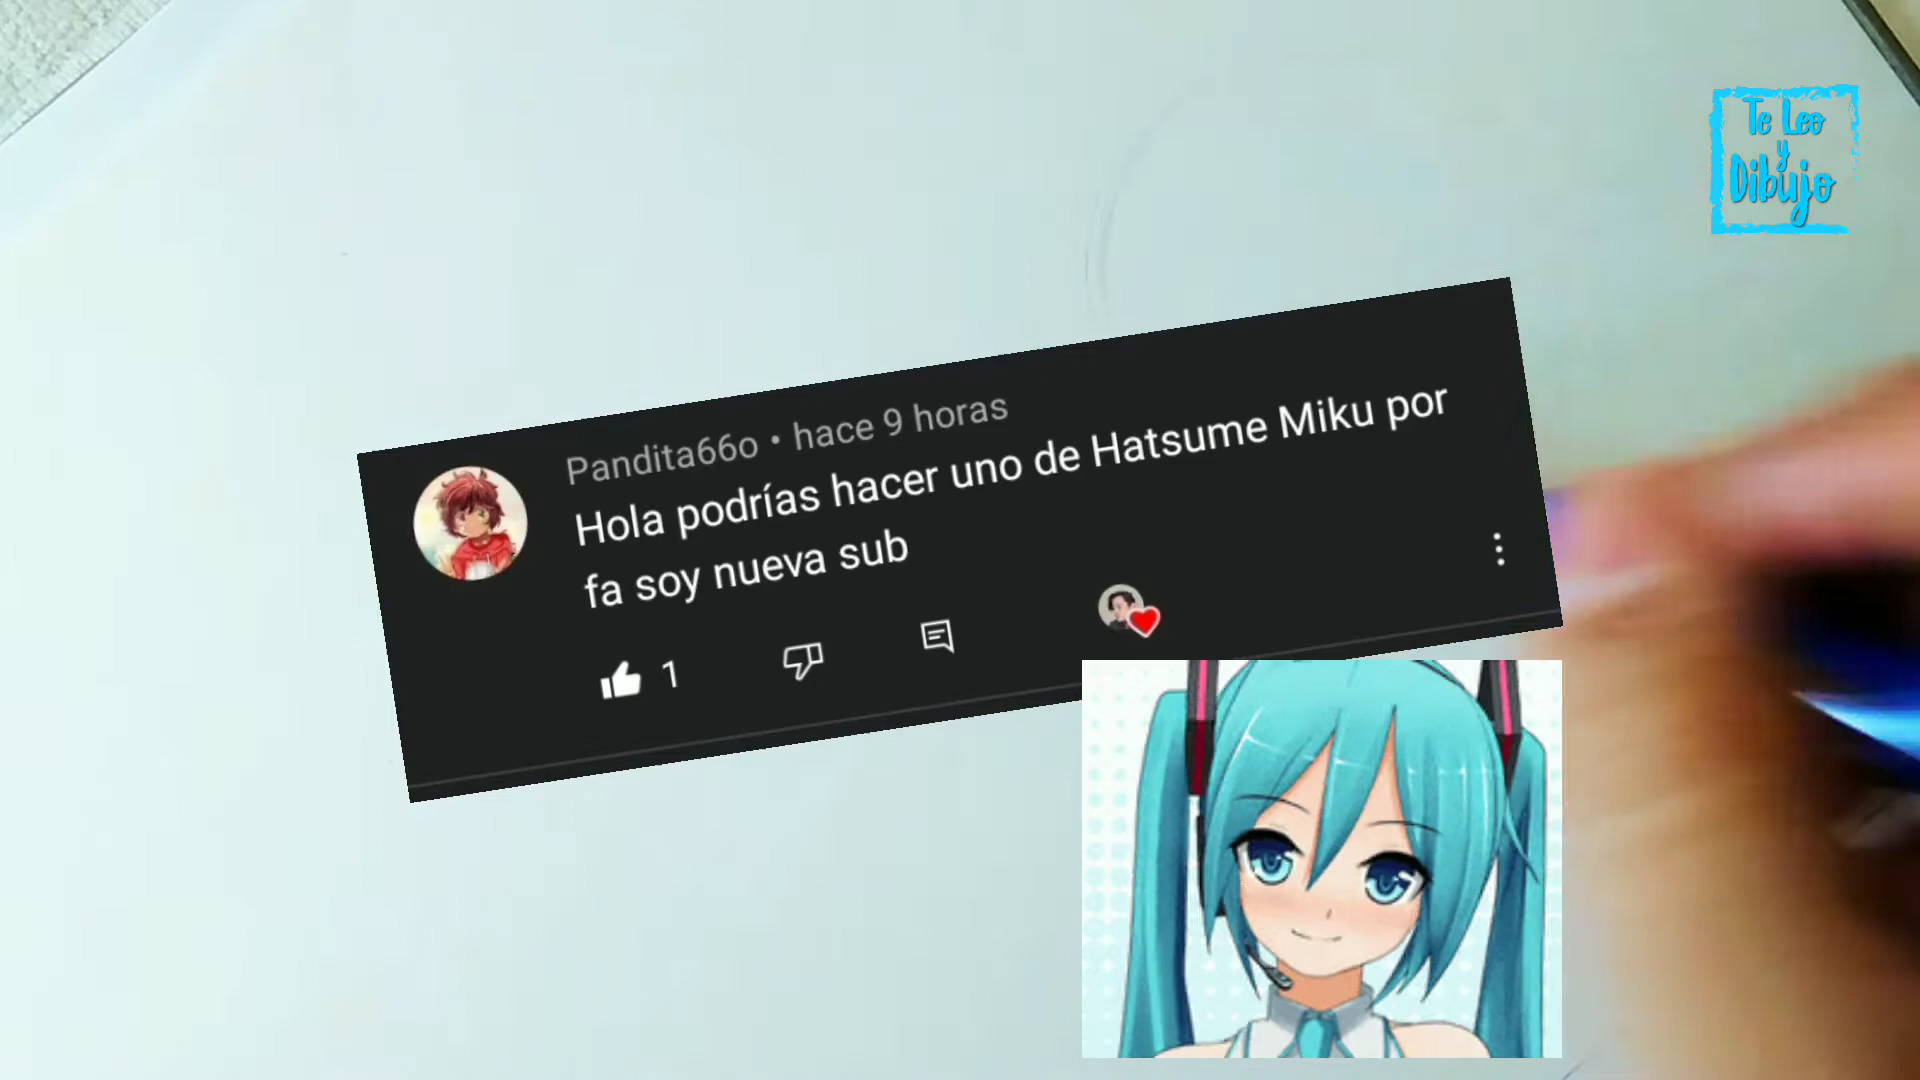 Te Leo
y
Dibujo
Pandita66o • hace 9 horas
Hola podrías hacer uno de Hatsume Miku por
fa soy nueva sub
1